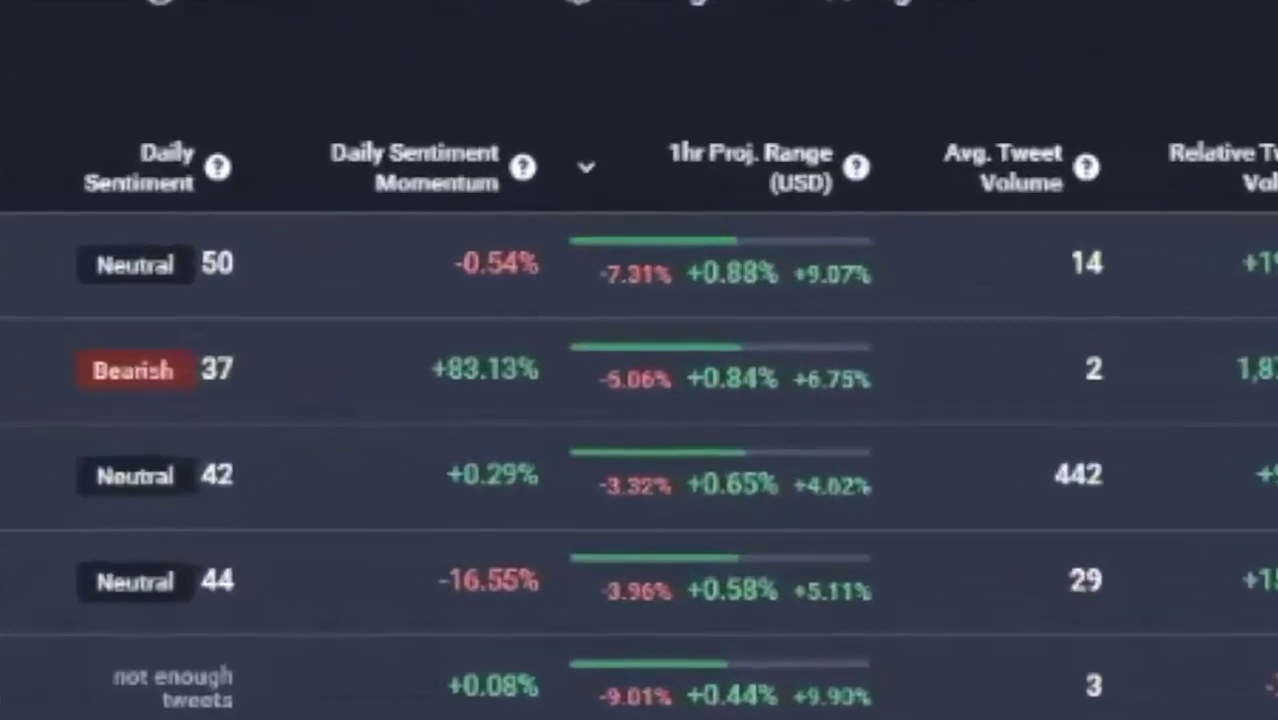 Daily Sentiment ? Daily Sentiment Momentum ? 1hr Proj. Range (USD) ? Avg. Tweet Volume ? Relative
Neutral 50 -0.54% -7.31% +0.88% +9.07% 14
Bearish 37 +83.13% -5.06% +0.84% +6.75% 2
Neutral 42 +0.29% -3.32% +0.65% +4.62% 442
Neutral 44 -16.55% -3.96% +0.58% +5.11% 29
not enough tweets +0.08% -9.01% +0.44% +9.90% 3